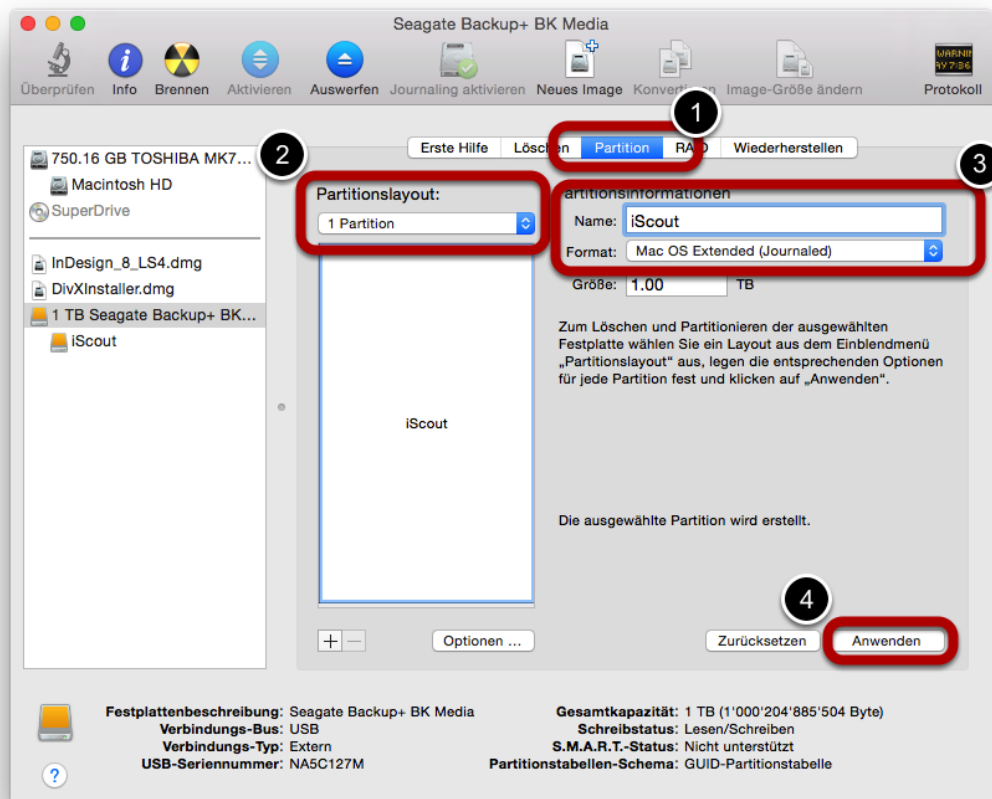 Seagate Backup+ BK Media
Überprüfen Info Brennen Aktivieren Auswerfen Journaling aktivieren Neues Image Konvertieren Image-Größe ändern Protokoll
1
Erste Hilfe Löschen Partition RAID Wiederherstellen
2
3
750.16 GB TOSHIBA MK7...
Macintosh HD
SuperDrive
InDesign_8_LS4.dmg
DivXInstaller.dmg
1 TB Seagate Backup+ BK...
iScout
Partitionslayout:
1 Partition
iScout
Partitionsinformationen
Name: iScout
Format: Mac OS Extended (Journaled)
Größe: 1.00 TB
Zum Löschen und Partitionieren der ausgewählten
Festplatte wählen Sie ein Layout aus dem Einblendmenü
„Partitionslayout“ aus, legen die entsprechenden Optionen
für jede Partition fest und klicken auf „Anwenden“.
Die ausgewählte Partition wird erstellt.
4
+ − Optionen ... Zurücksetzen Anwenden
Festplattenbeschreibung: Seagate Backup+ BK Media
Verbindungs-Bus: USB
Verbindungs-Typ: Extern
USB-Seriennummer: NA5C127M
Gesamtkapazität: 1 TB (1'000'204'885'504 Byte)
Schreibstatus: Lesen/Schreiben
S.M.A.R.T.-Status: Nicht unterstützt
Partitionstabellen-Schema: GUID-Partitionstabelle
?